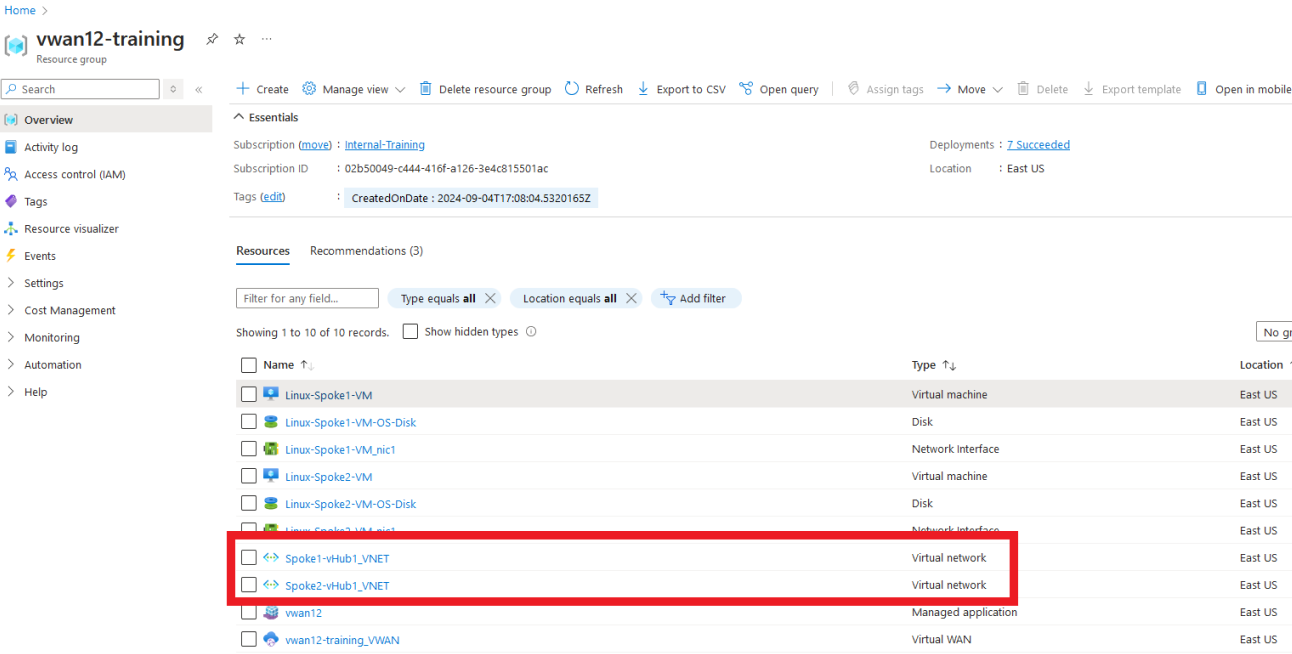 Home >
vwan12-training
Resource group
Search
Overview
Activity log
Access control (IAM)
Tags
Resource visualizer
Events
Settings
Cost Management
Monitoring
Automation
Help
Create Manage view Delete resource group Refresh Export to CSV Open query Assign tags Move Delete Export template Open in mobile
Essentials
Subscription (move) : Internal-Training
Subscription ID : 02b50049-c444-416f-a126-3e4c815501ac
Tags (edit) : CreatedOnDate : 2024-09-04T17:08:04.5320165Z
Deployments : 7 Succeeded
Location : East US
Resources Recommendations (3)
Filter for any field... Type equals all Location equals all Add filter
Showing 1 to 10 of 10 records. Show hidden types No gr
Name Type Location
Linux-Spoke1-VM Virtual machine East US
Linux-Spoke1-VM-OS-Disk Disk East US
Linux-Spoke1-VM_nic1 Network Interface East US
Linux-Spoke2-VM Virtual machine East US
Linux-Spoke2-VM-OS-Disk Disk East US
Linux-Spoke2-VM_nic1 Network Interface East US
Spoke1-vHub1_VNET Virtual network East US
Spoke2-vHub1_VNET Virtual network East US
vwan12 Managed application East US
vwan12-training_VWAN Virtual WAN East US